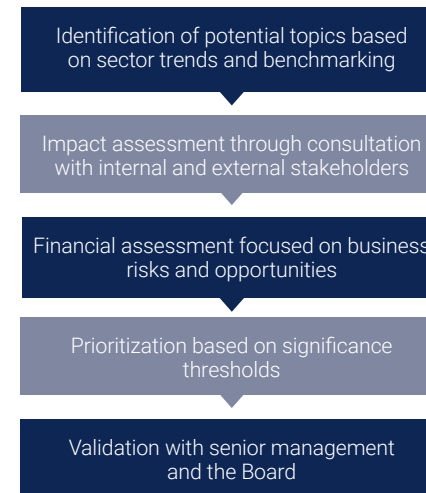 Identification of potential topics based
on sector trends and benchmarking
Impact assessment through consultation
with internal and external stakeholders
Financial assessment focused on business
risks and opportunities
Prioritization based on significance
thresholds
Validation with senior management
and the Board